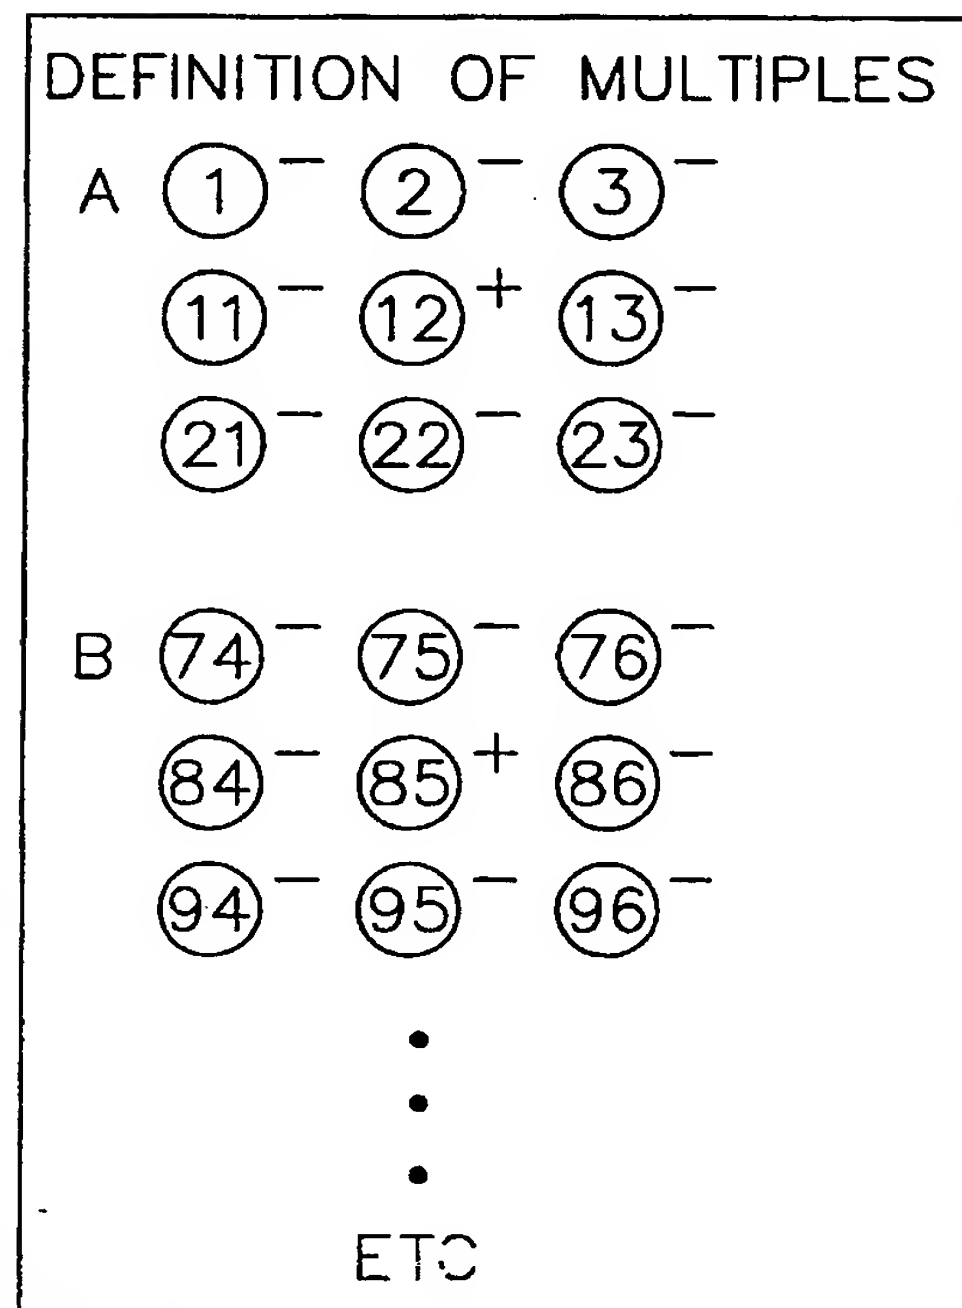 DEFINITION OF MULTIPLES
A 1 − 2 − 3 −
11 − 12 + 13 −
21 − 22 − 23 −
B 74 − 75 − 76 −
84 − 85 + 86 −
94 − 95 − 96 −
ETC